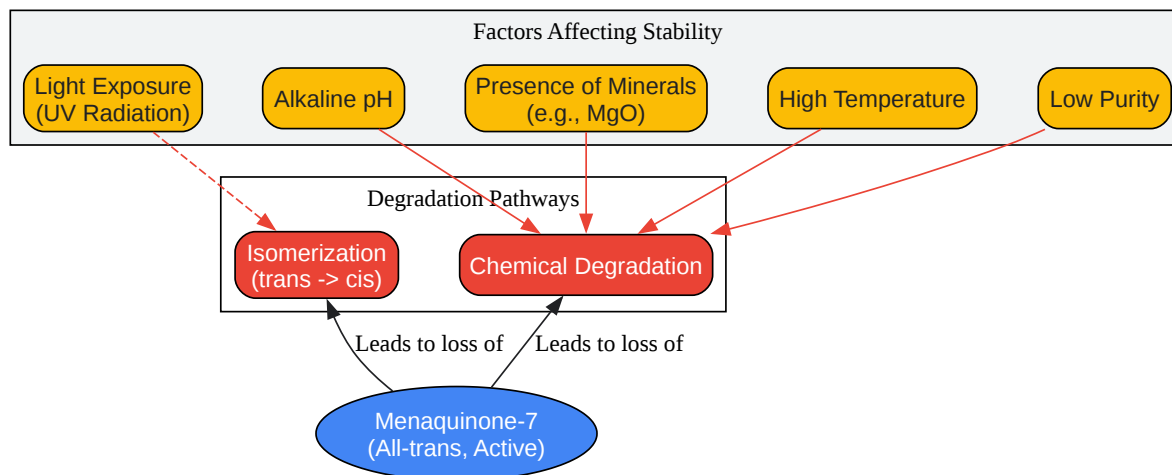 Factors Affecting Stability
Light Exposure
(UV Radiation)
Alkaline pH
Presence of Minerals
(e.g., MgO)
High Temperature
Low Purity
Degradation Pathways
Isomerization
(trans -> cis)
Chemical Degradation
Leads to loss of
Leads to loss of
Menaquinone-7
(All-trans, Active)